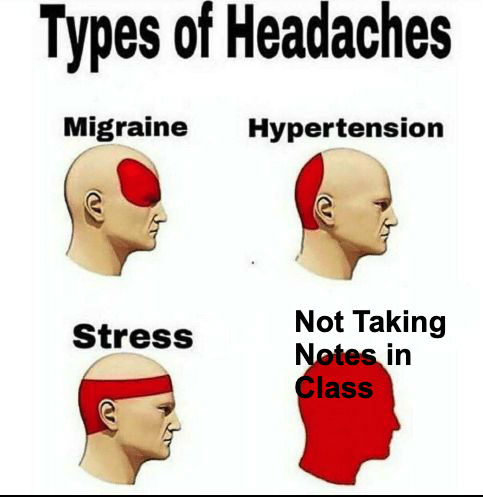 Types of Headaches
Migraine
Hypertension
Stress
Not Taking
Notes in
Class